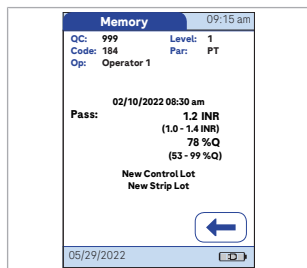 Memory 09:15 am
QC: 999 Level: 1
Code: 184 Par: PT
Op: Operator 1
02/10/2022 08:30 am
Pass: 1.2 INR
(1.0 - 1.4 INR)
78 %Q
(53 - 99 %Q)
New Control Lot
New Strip Lot
05/29/2022